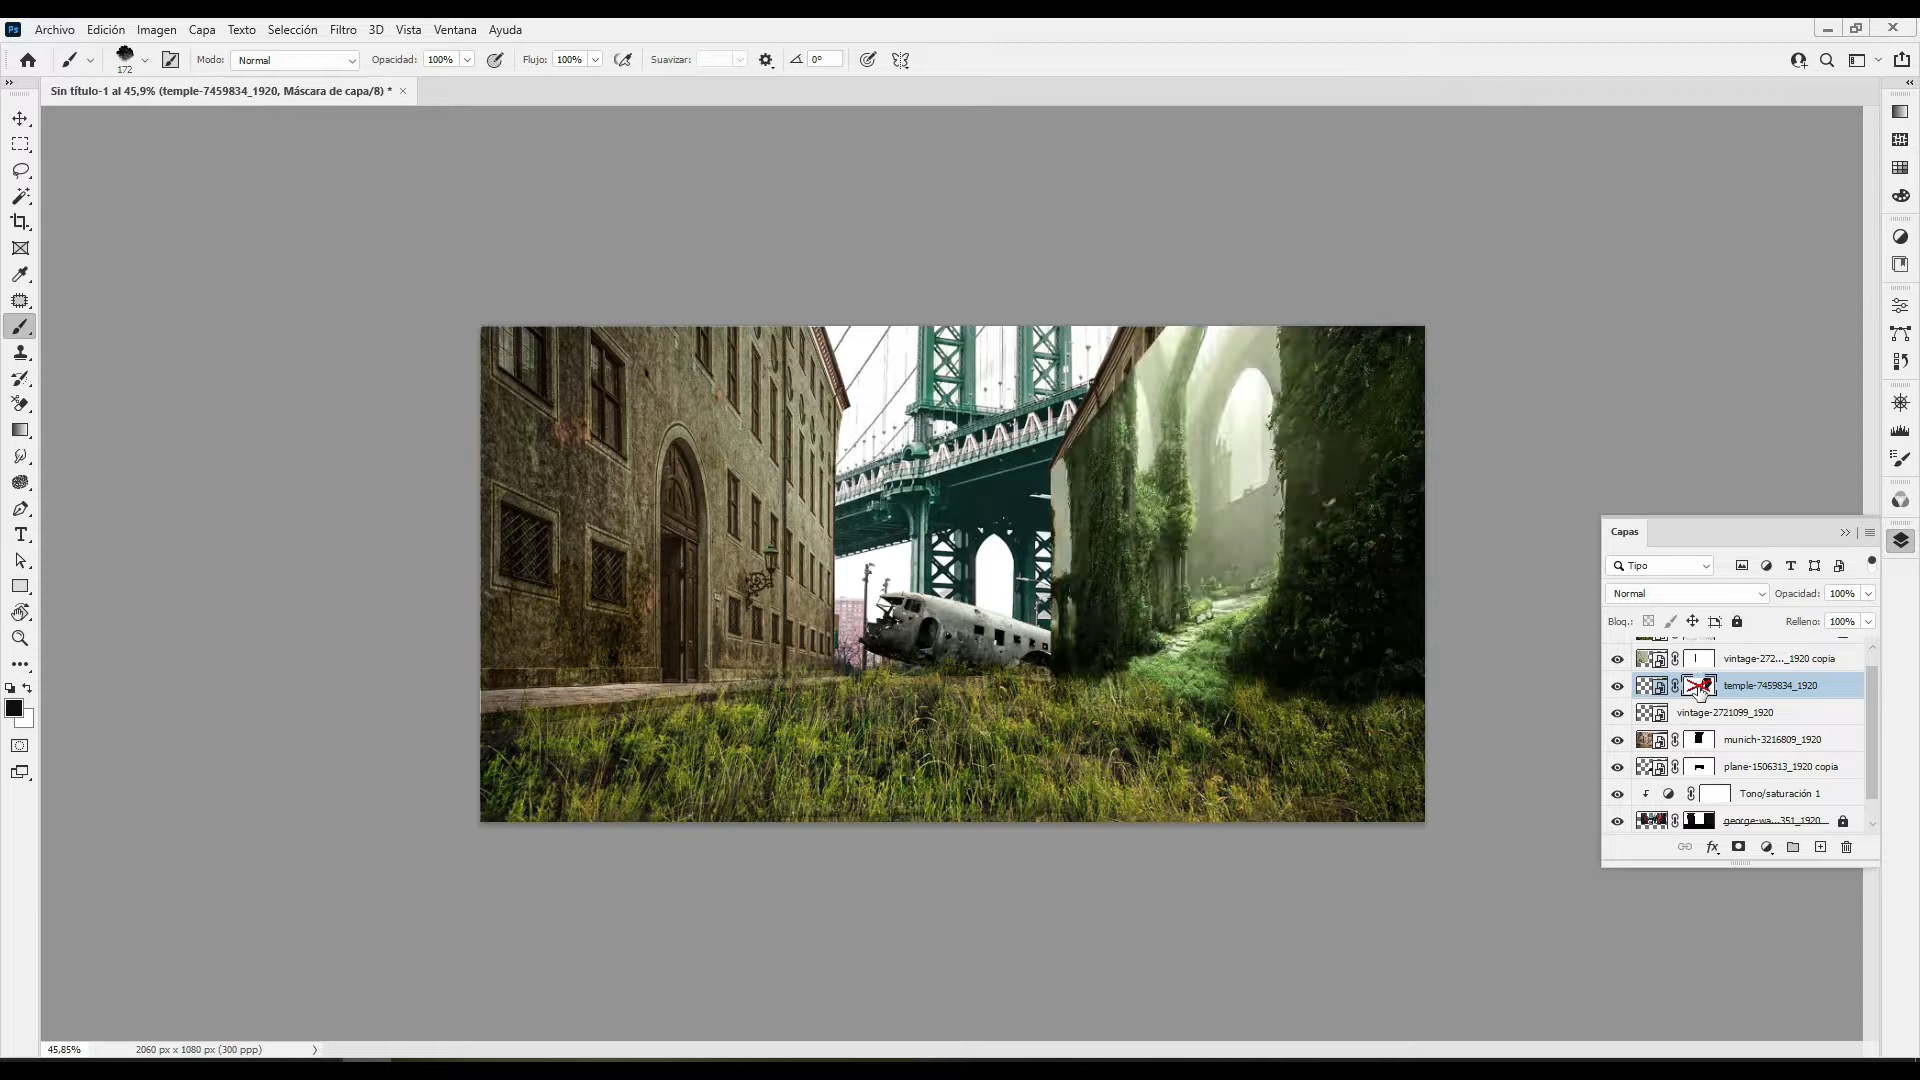 Ps
Archivo Edición Imagen Capa Texto Selección Filtro 3D Vista Ventana Ayuda
172 Modo: Normal Opacidad: 100% Flujo: 100% Suavizar: 0°
Sin título-1 al 45,9% (temple-7459834_1920, Máscara de capa/8) * ×
Capas
Tipo
Normal Opacidad: 100%
Bloq.: Relleno: 100%
vintage-272..._1920 copia
temple-7459834_1920
vintage-2721099_1920
munich-3216809_1920
plane-1506313_1920 copia
Tono/saturación 1
george-wa...351_1920
fx
45,85% 2060 px x 1080 px (300 ppp)